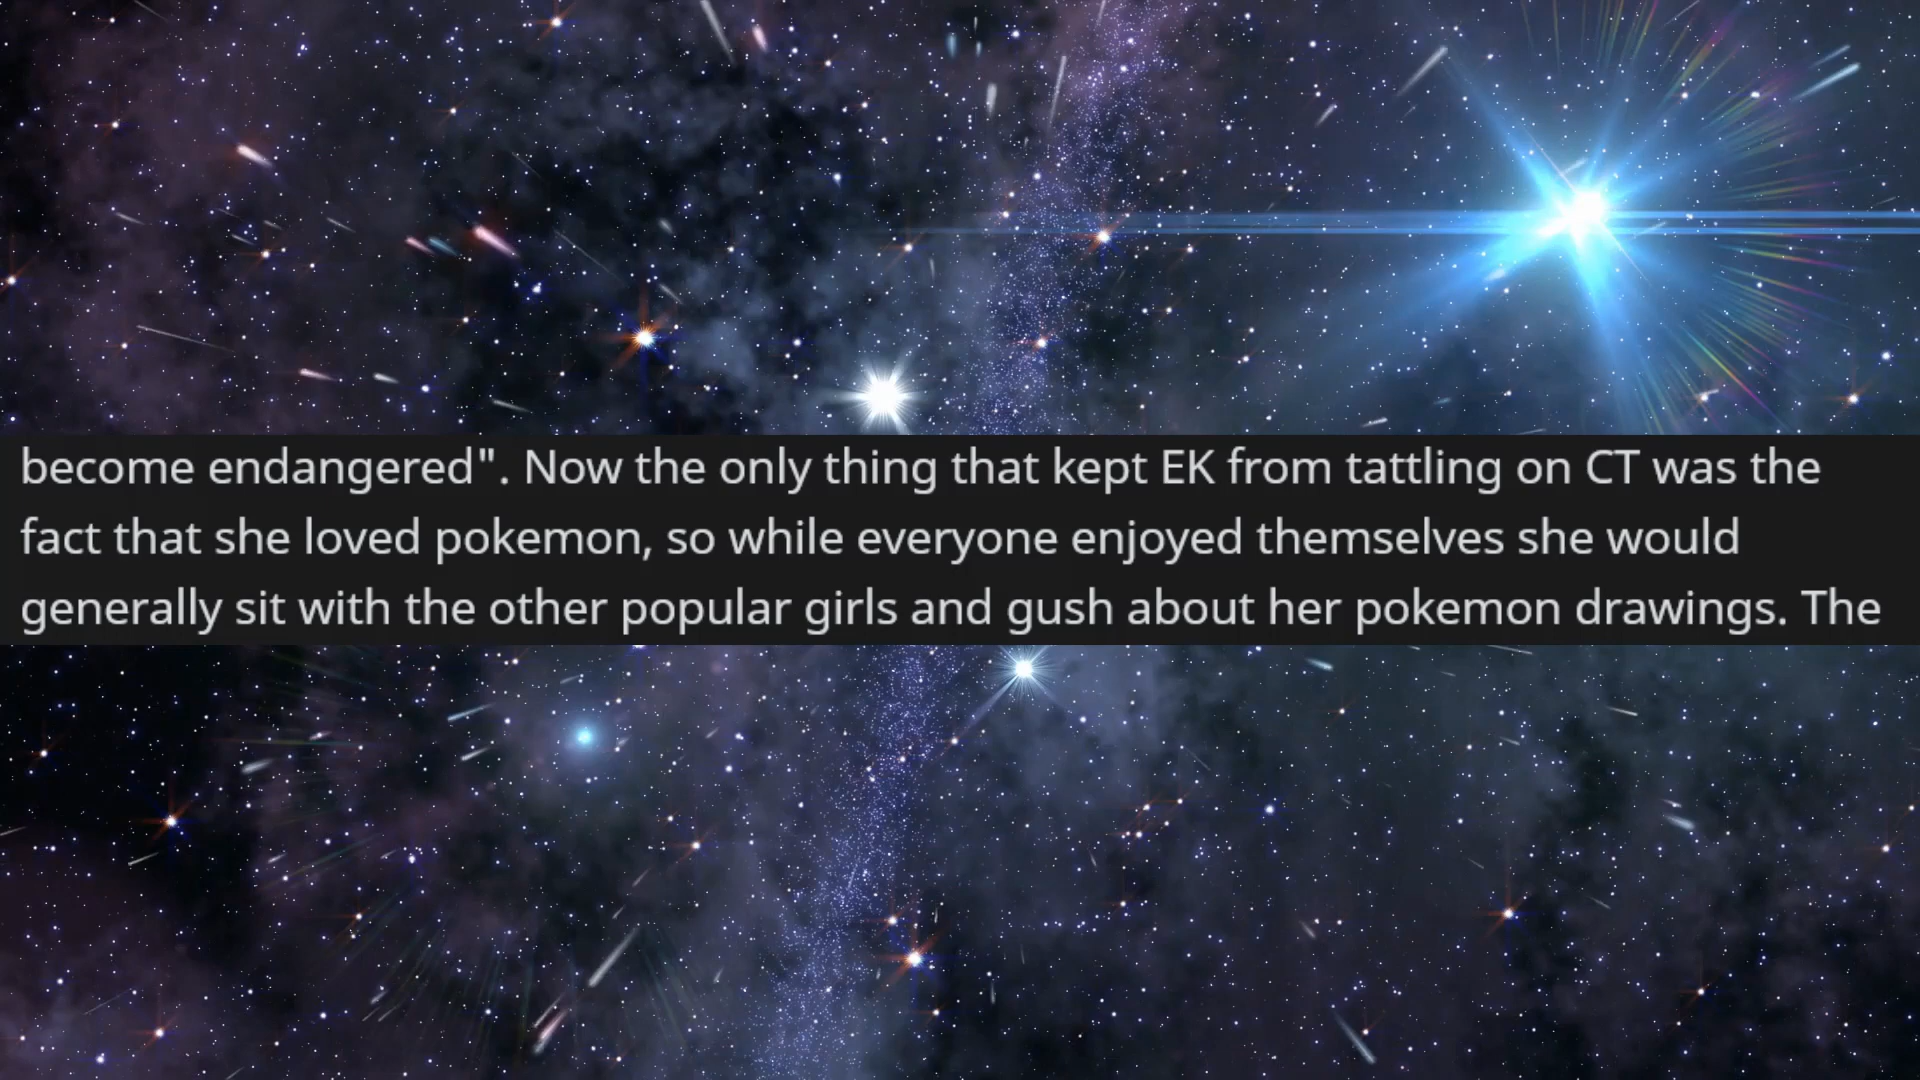 become endangered". Now the only thing that kept EK from tattling on CT was the
fact that she loved pokemon, so while everyone enjoyed themselves she would
generally sit with the other popular girls and gush about her pokemon drawings. The